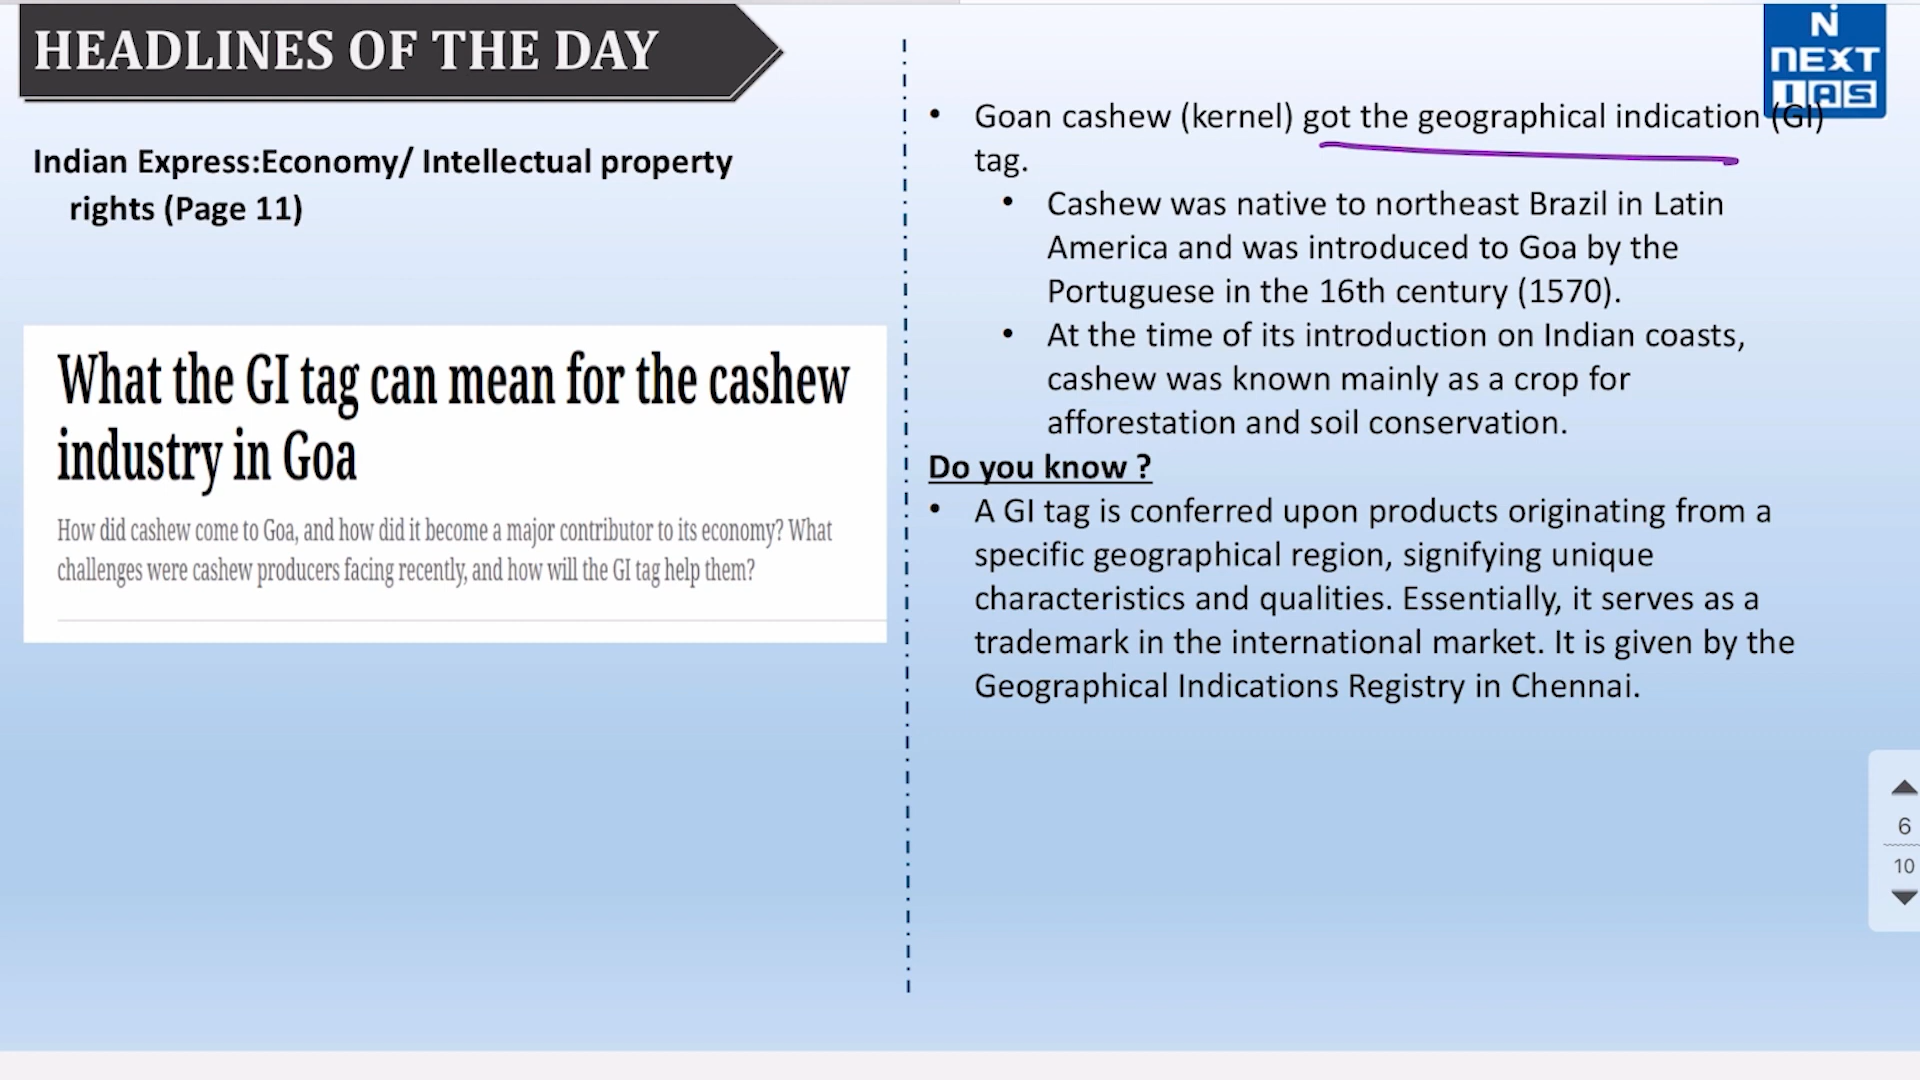 HEADLINES OF THE DAY
Indian Express:Economy/ Intellectual property
rights (Page 11)
What the GI tag can mean for the cashew
industry in Goa
How did cashew come to Goa, and how did it become a major contributor to its economy? What
challenges were cashew producers facing recently, and how will the GI tag help them?
N
NEXT
IAS
• Goan cashew (kernel) got the geographical indication (GI)
tag.
• Cashew was native to northeast Brazil in Latin
America and was introduced to Goa by the
Portuguese in the 16th century (1570).
• At the time of its introduction on Indian coasts,
cashew was known mainly as a crop for
afforestation and soil conservation.
Do you know ?
• A GI tag is conferred upon products originating from a
specific geographical region, signifying unique
characteristics and qualities. Essentially, it serves as a
trademark in the international market. It is given by the
Geographical Indications Registry in Chennai.
6
10